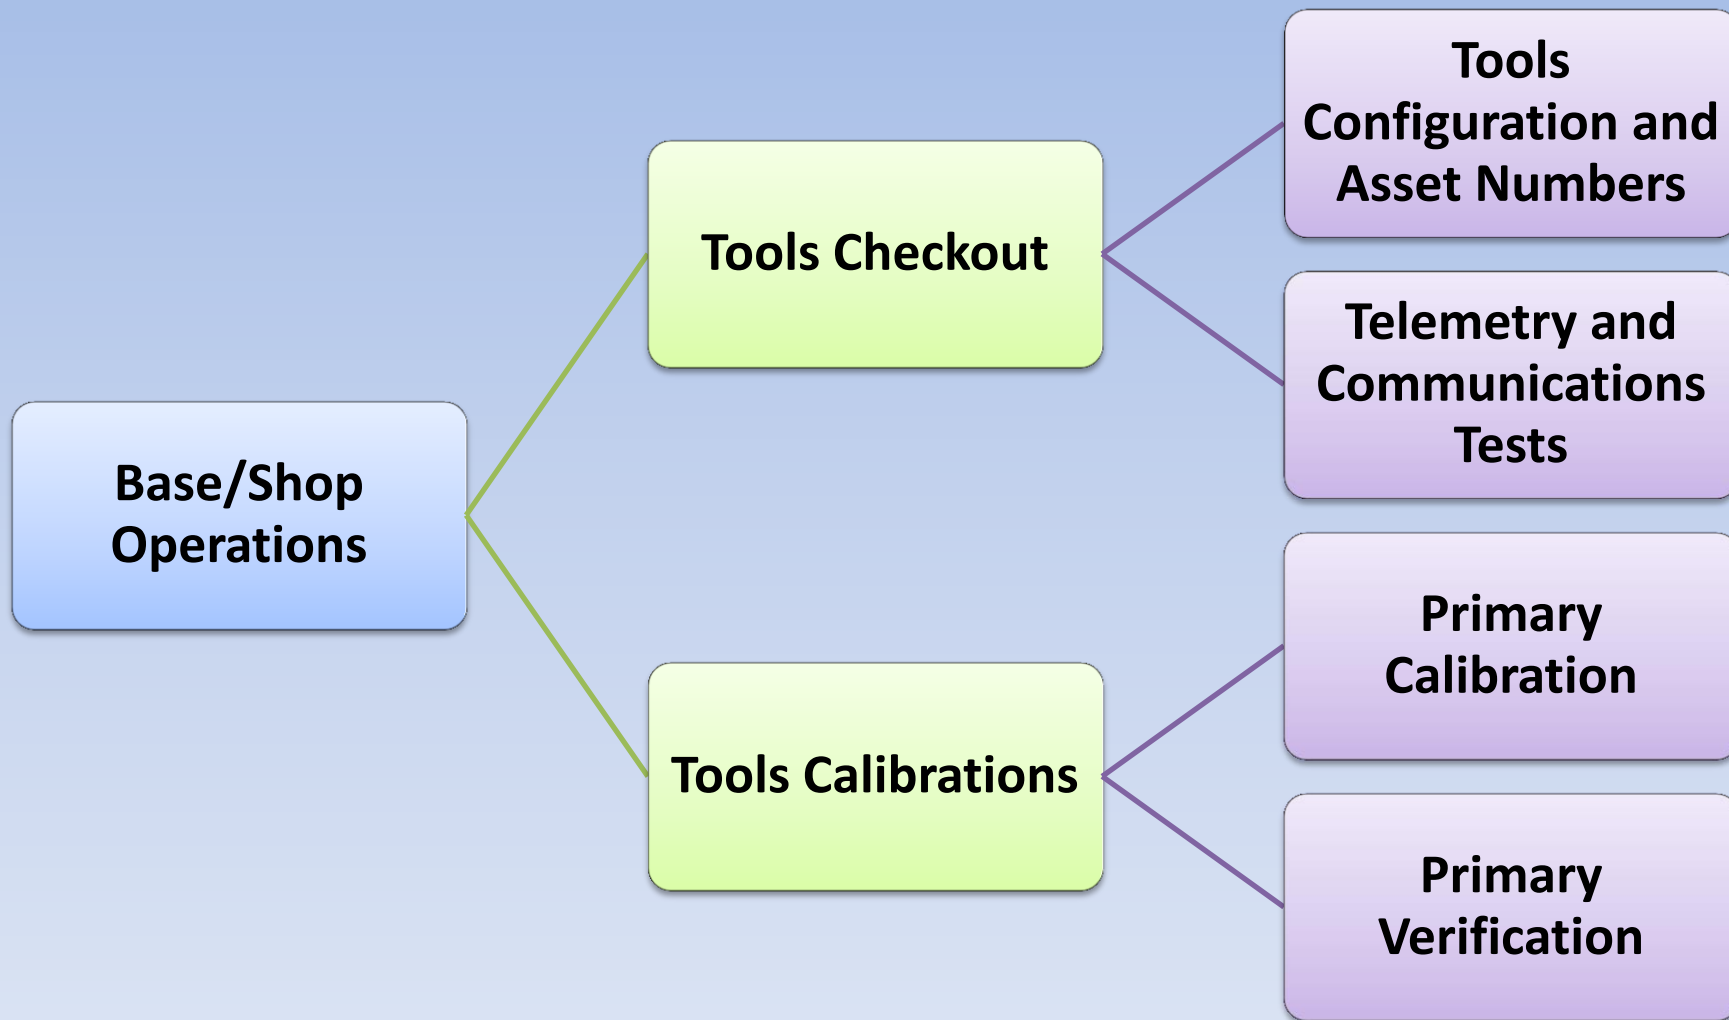 Tools
Configuration and
Asset Numbers
Tools Checkout
Telemetry and
Communications
Tests
Base/Shop
Operations
Primary
Calibration
Tools Calibrations
Primary
Verification